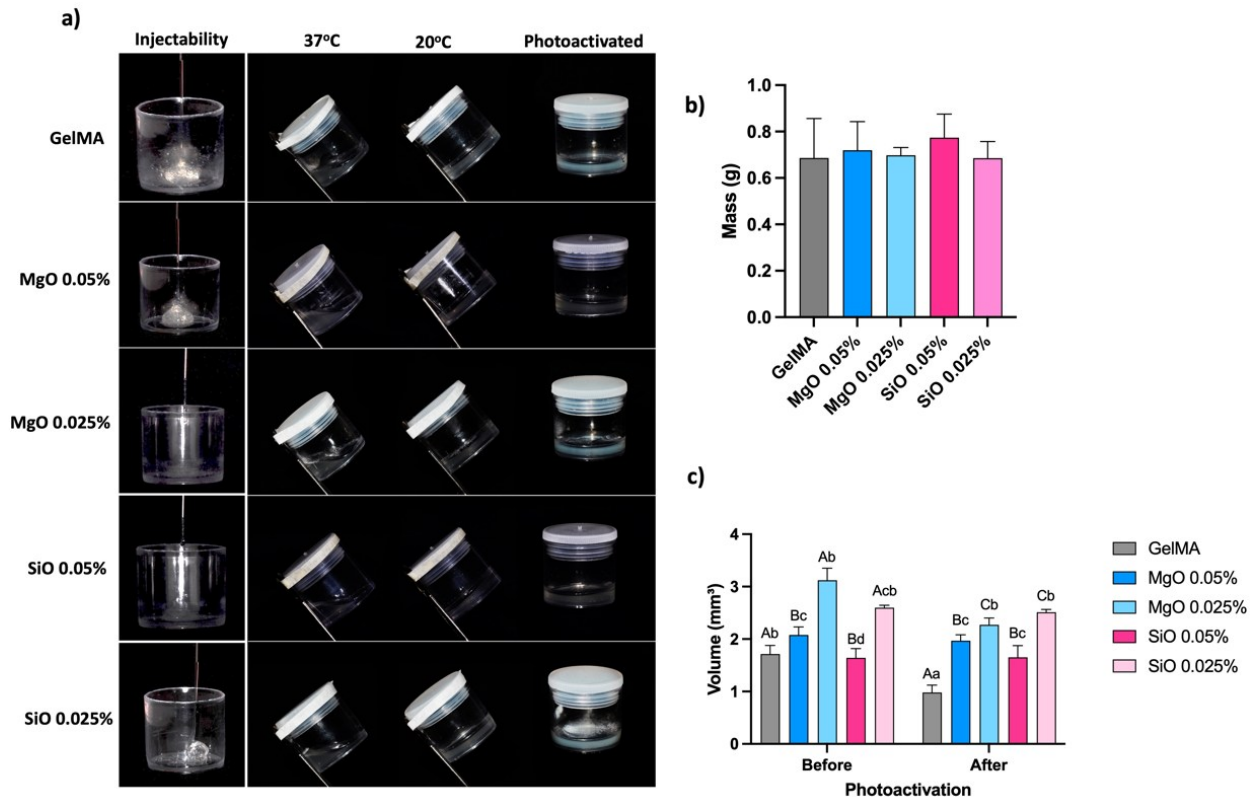 a)
Injectability 37°C 20°C Photoactivated
GelMA
MgO 0.05%
MgO 0.025%
SiO 0.05%
SiO 0.025%
b)
Mass (g)
1.0
0.8
0.6
0.4
0.2
0.0
GelMA
MgO 0.05%
MgO 0.025%
SiO 0.05%
SiO 0.025%
c)
Volume (mm³)
4
3
2
1
0
Ab
Bc
Ab
Bd
Acb
Aa
Bc
Cb
Bc
Cb
Before After
Photoactivation
GelMA
MgO 0.05%
MgO 0.025%
SiO 0.05%
SiO 0.025%